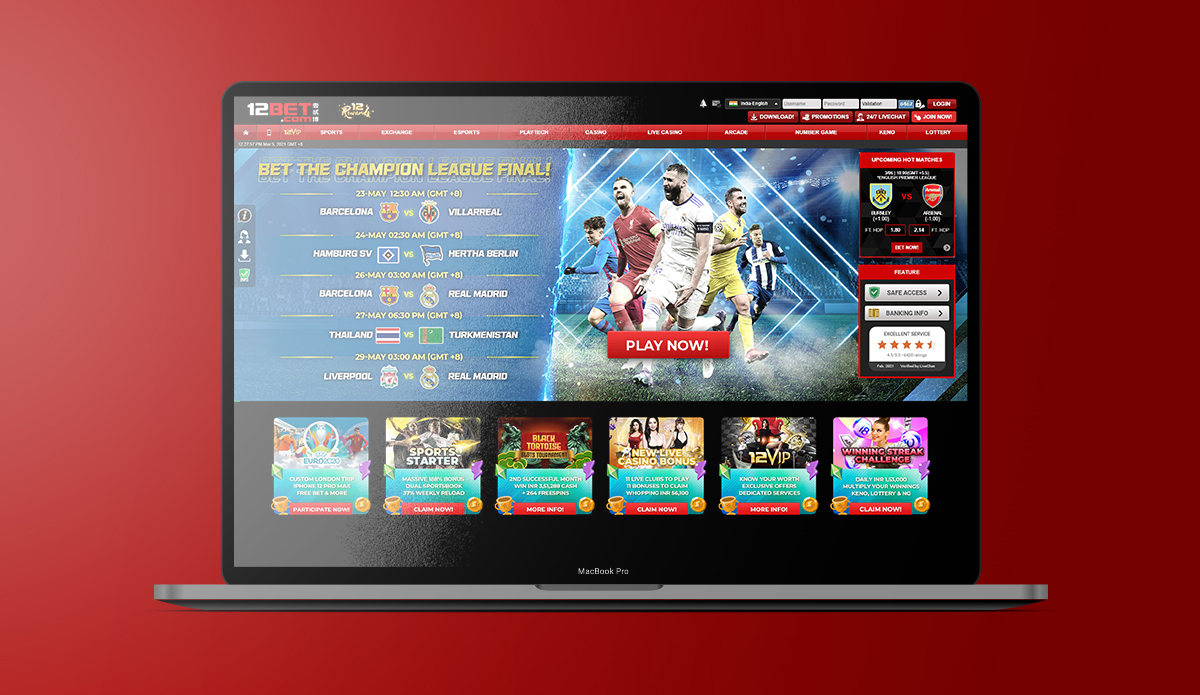 12BET
.COM
12
Rewards
India-English
Username
Password
Validation
LOGIN
DOWNLOAD!
PROMOTIONS
24/7 LIVECHAT
JOIN NOW!
12VIP
SPORTS
EXCHANGE
ESPORTS
PLAYTECH
CASINO
LIVE CASINO
ARCADE
NUMBER GAME
KENO
LOTTERY
12:27:57 PM Mar 5, 2021 GMT +8
BET THE CHAMPION LEAGUE FINAL!
23-MAY 12:30 AM (GMT +8)
BARCELONA VS VILLARREAL
24-MAY 02:30 AM (GMT +8)
HAMBURG SV VS HERTHA BERLIN
26-MAY 03:00 AM (GMT +8)
BARCELONA VS REAL MADRID
27-MAY 06:30 PM (GMT +8)
THAILAND VS TURKMENISTAN
29-MAY 03:00 AM (GMT +8)
LIVERPOOL VS REAL MADRID
PLAY NOW!
UPCOMING HOT MATCHES
*ENGLISH PREMIER LEAGUE
VS
Arsenal
BURNLEY
ARSENAL
(+1.00)
(-1.00)
FT. HDP 1.80 2.14 FT. HDP
BET NOW!
FEATURE
SAFE ACCESS
BANKING INFO
EXCELLENT SERVICE
Feb, 2021 Verified by LiveChat
EURO2020
CUSTOM LONDON TRIP
IPHONE 12 PRO MAX
FREE BET & MORE
PARTICIPATE NOW!
SPORTS
STARTER
MASSIVE 188% BONUS
DUAL SPORTSBOOK
37% WEEKLY RELOAD
CLAIM NOW!
BLACK
TORTOISE
SLOTS TOURNAMENT
2ND SUCCESSFUL MONTH
WIN INR 3,51,288 CASH
+ 264 FREESPINS
MORE INFO!
NEW LIVE
CASINO BONUS
11 LIVE CLUBS TO PLAY
11 BONUSES TO CLAIM
WHOPPING INR 56,100
CLAIM NOW!
12VIP
KNOW YOUR WORTH
EXCLUSIVE OFFERS
DEDICATED SERVICES
MORE INFO!
WINNING STREAK
CHALLENGE
DAILY INR 1,53,000
MULTIPLY YOUR WINNINGS
KENO, LOTTERY & NG
CLAIM NOW!
MacBook Pro